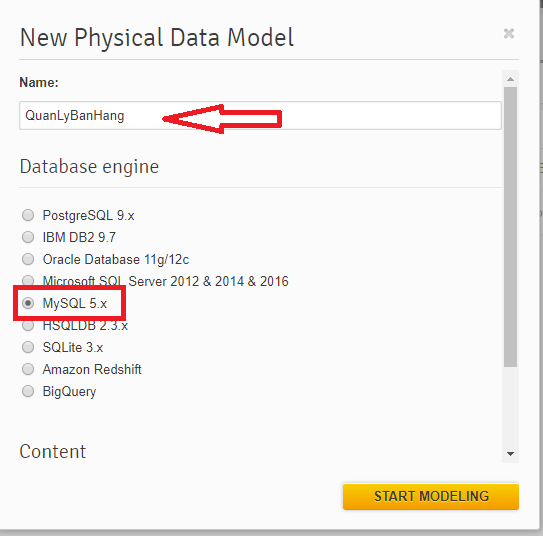 New Physical Data Model
Name:
QuanLyBanHang
Database engine
PostgreSQL 9.x
IBM DB2 9.7
Oracle Database 11g/12c
Microsoft SQL Server 2012 & 2014 & 2016
MySQL 5.x
HSQLDB 2.3.x
SQLite 3.x
Amazon Redshift
BigQuery
Content
START MODELING